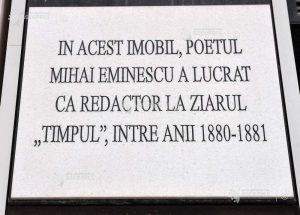 IN ACEST IMOBIL, POETUL
MIHAI EMINESCU A LUCRAT
CA REDACTOR LA ZIARUL
„TIMPUL”, INTRE ANII 1880-1881